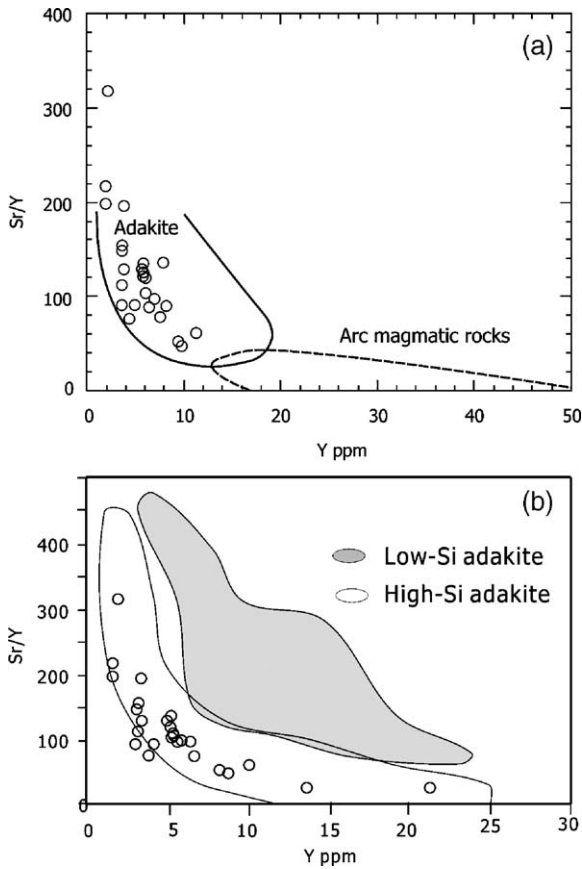 400
(a)
300
200
100
0
Sr/Y
Adakite
Arc magmatic rocks
0 10 20 30 40 50
Y ppm
(b)
400
300
200
150
100
0
Sr/Y
Low-Si adakite
High-Si adakite
0 5 10 15 20 25 30
Y ppm